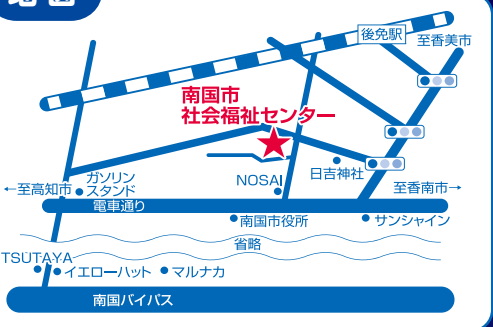 地図
後免駅
至香美市
南国市
社会福祉センター
日吉神社
NOSAI
ガソリン
スタンド
←至高知市
至香南市→
電車通り
南国市役所
サンシャイン
省略
TSUTAYA
イエローハット
マルナカ
南国バイパス